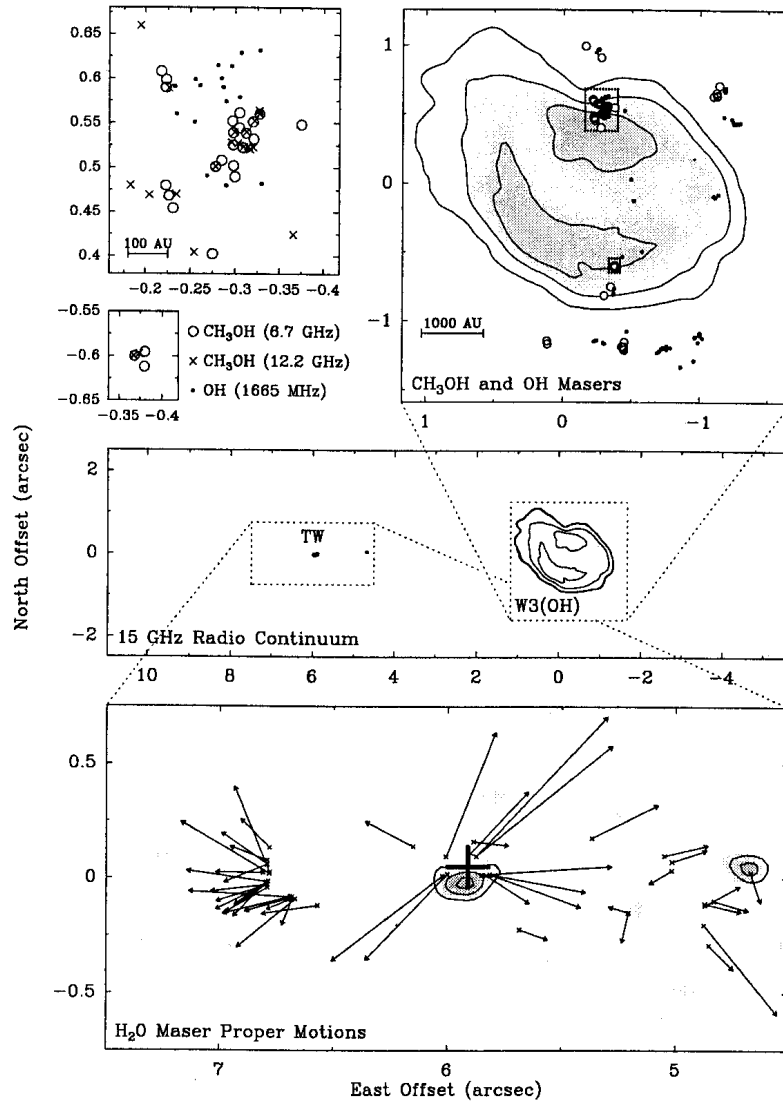 0.65
0.6
0.55
0.5
0.45
0.4
100 AU
-0.2 -0.25 -0.3 -0.35 -0.4
-0.55
-0.6
-0.65
-0.35 -0.4
CH₃OH (6.7 GHz)
CH₃OH (12.2 GHz)
OH (1665 MHz)
1
0
-1
1000 AU
CH₃OH and OH Masers
1 0 -1
North Offset (arcsec)
2
0
-2
TW
W3(OH)
15 GHz Radio Continuum
10 8 6 4 2 0 -2 -4
0.5
0
-0.5
H₂O Maser Proper Motions
7 6 5
East Offset (arcsec)